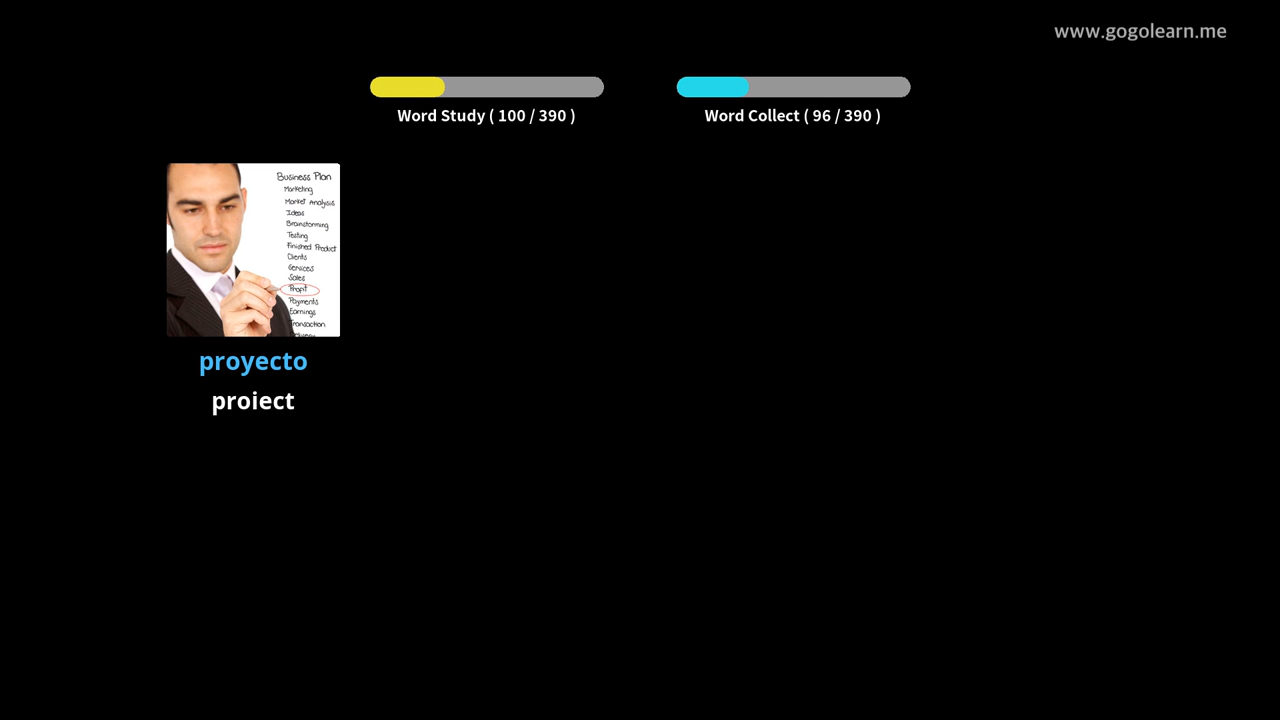 www.gogolearn.me
Word Study ( 100 / 390 )
Word Collect ( 96 / 390 )
Business Plan
Marketing
Market Analysis
Ideas
Brainstorming
Testing
Finished Product
Clients
Services
Sales
Profit
Payments
Earnings
Transaction
proyecto
proiect